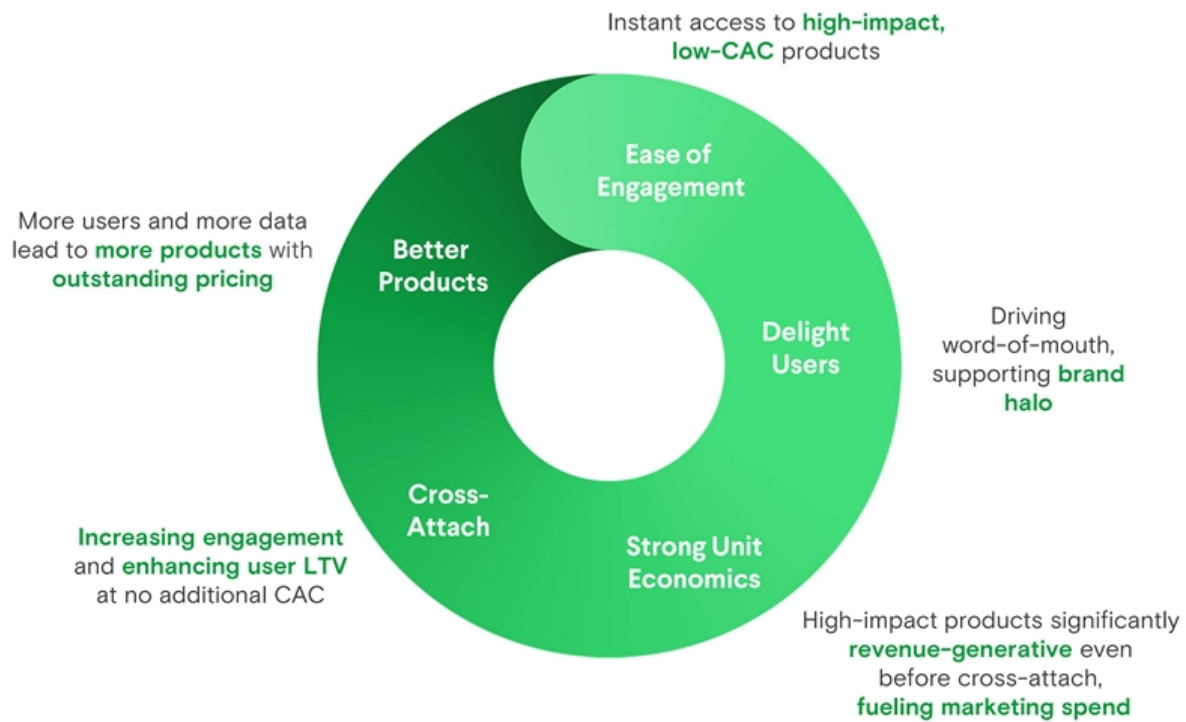 Instant access to high-impact,
low-CAC products
Ease of
Engagement
Delight
Users
Driving
word-of-mouth,
supporting brand
halo
Strong Unit
Economics
High-impact products significantly
revenue-generative even
before cross-attach,
fueling marketing spend
Cross-
Attach
Increasing engagement
and enhancing user LTV
at no additional CAC
Better
Products
More users and more data
lead to more products with
outstanding pricing